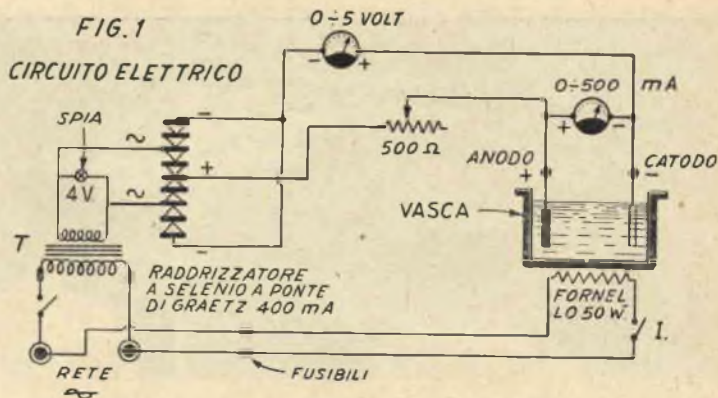 FIG. 1
CIRCUITO ELETTRICO
0÷5 VOLT
- +
0÷500 mA
+ -
SPIA
4 V.
~
~
-
+
-
500 Ω
ANODO
+
CATODO
-
VASCA
T
RADDRIZZATORE
A SELENIO A PONTE
DI GRAETZ 400 mA
FORNEL
LO 50 W.
I.
RETE
FUSIBILI